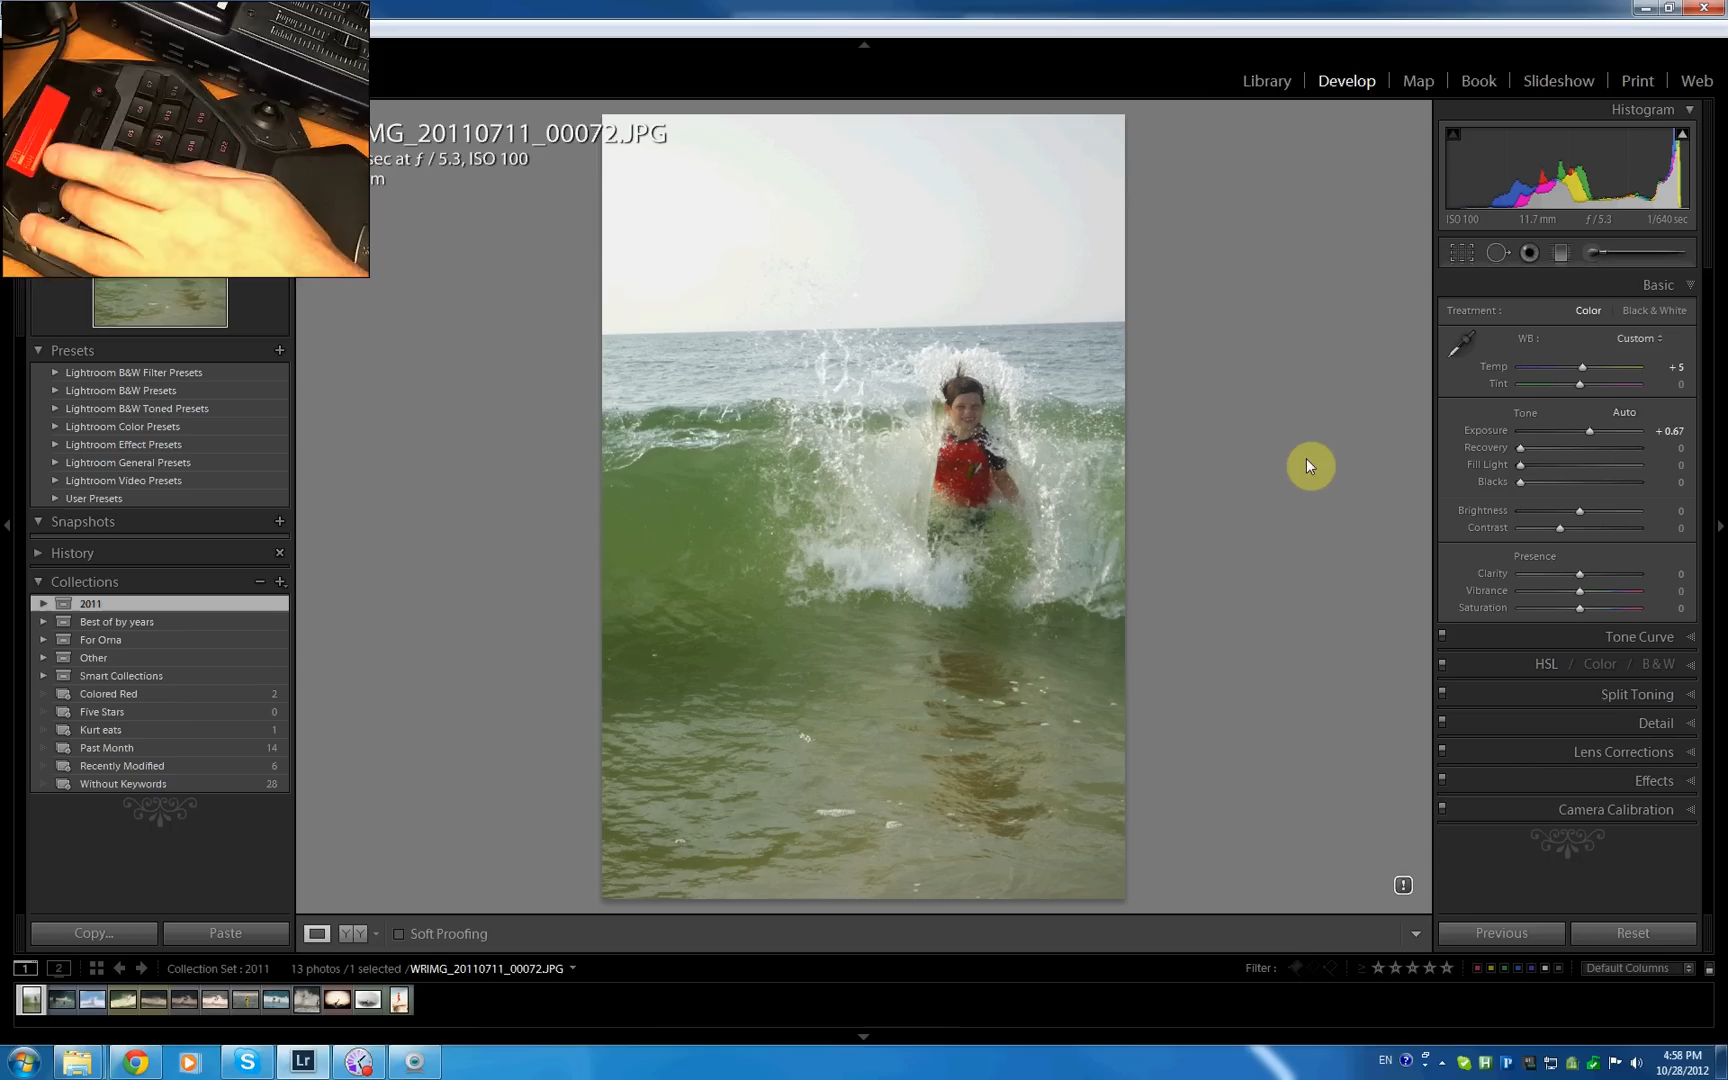 Library | Develop | Map | Book | Slideshow | Print | Web
MG_20110711_00072.JPG
sec at ƒ / 5.3, ISO 100
m
Histogram
ISO 100 11.7 mm ƒ / 5.3 1/640 sec
Basic
Treatment : Color Black & White
WB : Custom
Temp + 5
Tint 0
Tone Auto
Exposure + 0.67
Recovery 0
Fill Light 0
Blacks 0
Brightness 0
Contrast 0
Presence
Clarity 0
Vibrance 0
Saturation 0
Tone Curve
HSL / Color / B & W
Split Toning
Detail
Lens Corrections
Effects
Camera Calibration
Previous Reset
Presets
Lightroom B&W Filter Presets
Lightroom B&W Presets
Lightroom B&W Toned Presets
Lightroom Color Presets
Lightroom Effect Presets
Lightroom General Presets
Lightroom Video Presets
User Presets
Snapshots
History
Collections
2011
Best of by years
For Oma
Other
Smart Collections
Colored Red 2
Five Stars 0
Kurt eats 1
Past Month 14
Recently Modified 6
Without Keywords 28
Copy... Paste
Y Y Soft Proofing
1 2 Collection Set : 2011 13 photos / 1 selected / WRIMG_20110711_00072.JPG Filter : Default Columns
Lr
EN 4:58 PM
10/28/2012